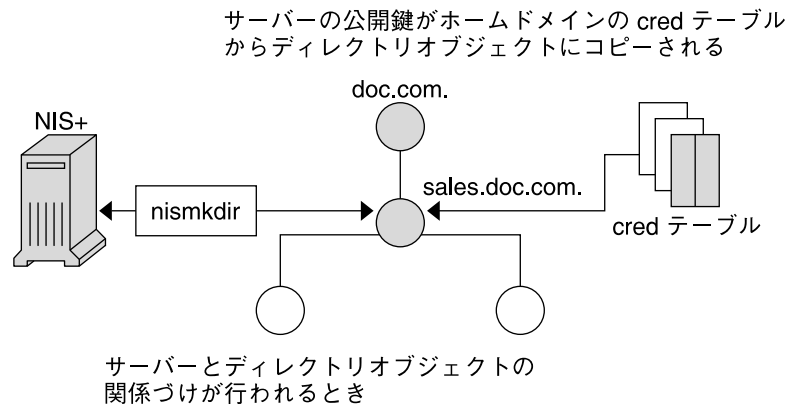 サーバーの公開鍵がホームドメインの cred テーブル
からディレクトリオブジェクトにコピーされる
doc.com.
NIS+
nismkdir
sales.doc.com.
cred テーブル
サーバーとディレクトリオブジェクトの
関係づけが行われるとき